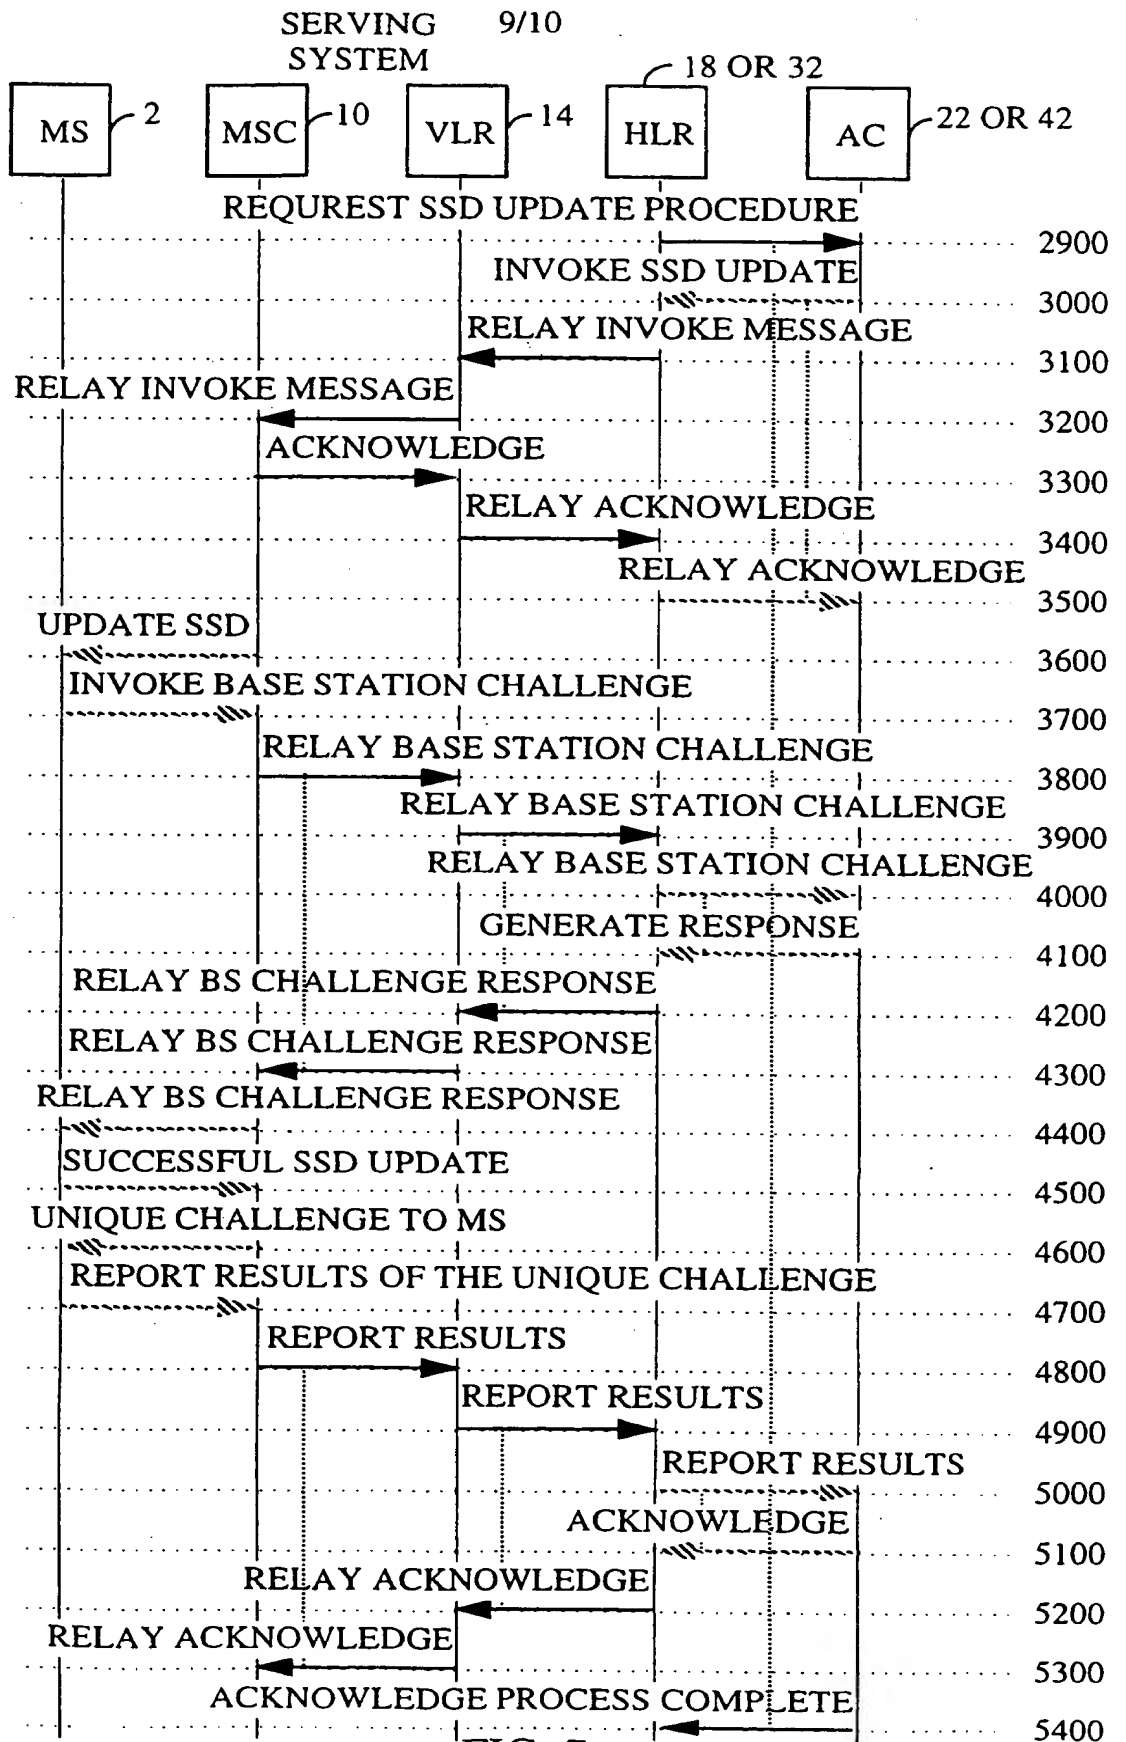 SERVING 9/10
SYSTEM
18 OR 32
MS 2 MSC 10 VLR 14 HLR AC 22 OR 42
REQUREST SSD UPDATE PROCEDURE
2900
INVOKE SSD UPDATE
3000
RELAY INVOKE MESSAGE
3100
RELAY INVOKE MESSAGE
3200
ACKNOWLEDGE
3300
RELAY ACKNOWLEDGE
3400
RELAY ACKNOWLEDGE
3500
UPDATE SSD
3600
INVOKE BASE STATION CHALLENGE
3700
RELAY BASE STATION CHALLENGE
3800
RELAY BASE STATION CHALLENGE
3900
RELAY BASE STATION CHALLENGE
4000
GENERATE RESPONSE
4100
RELAY BS CHALLENGE RESPONSE
4200
RELAY BS CHALLENGE RESPONSE
4300
RELAY BS CHALLENGE RESPONSE
4400
SUCCESSFUL SSD UPDATE
4500
UNIQUE CHALLENGE TO MS
4600
REPORT RESULTS OF THE UNIQUE CHALLENGE
4700
REPORT RESULTS
4800
REPORT RESULTS
4900
REPORT RESULTS
5000
ACKNOWLEDGE
5100
RELAY ACKNOWLEDGE
5200
RELAY ACKNOWLEDGE
5300
ACKNOWLEDGE PROCESS COMPLETE
5400